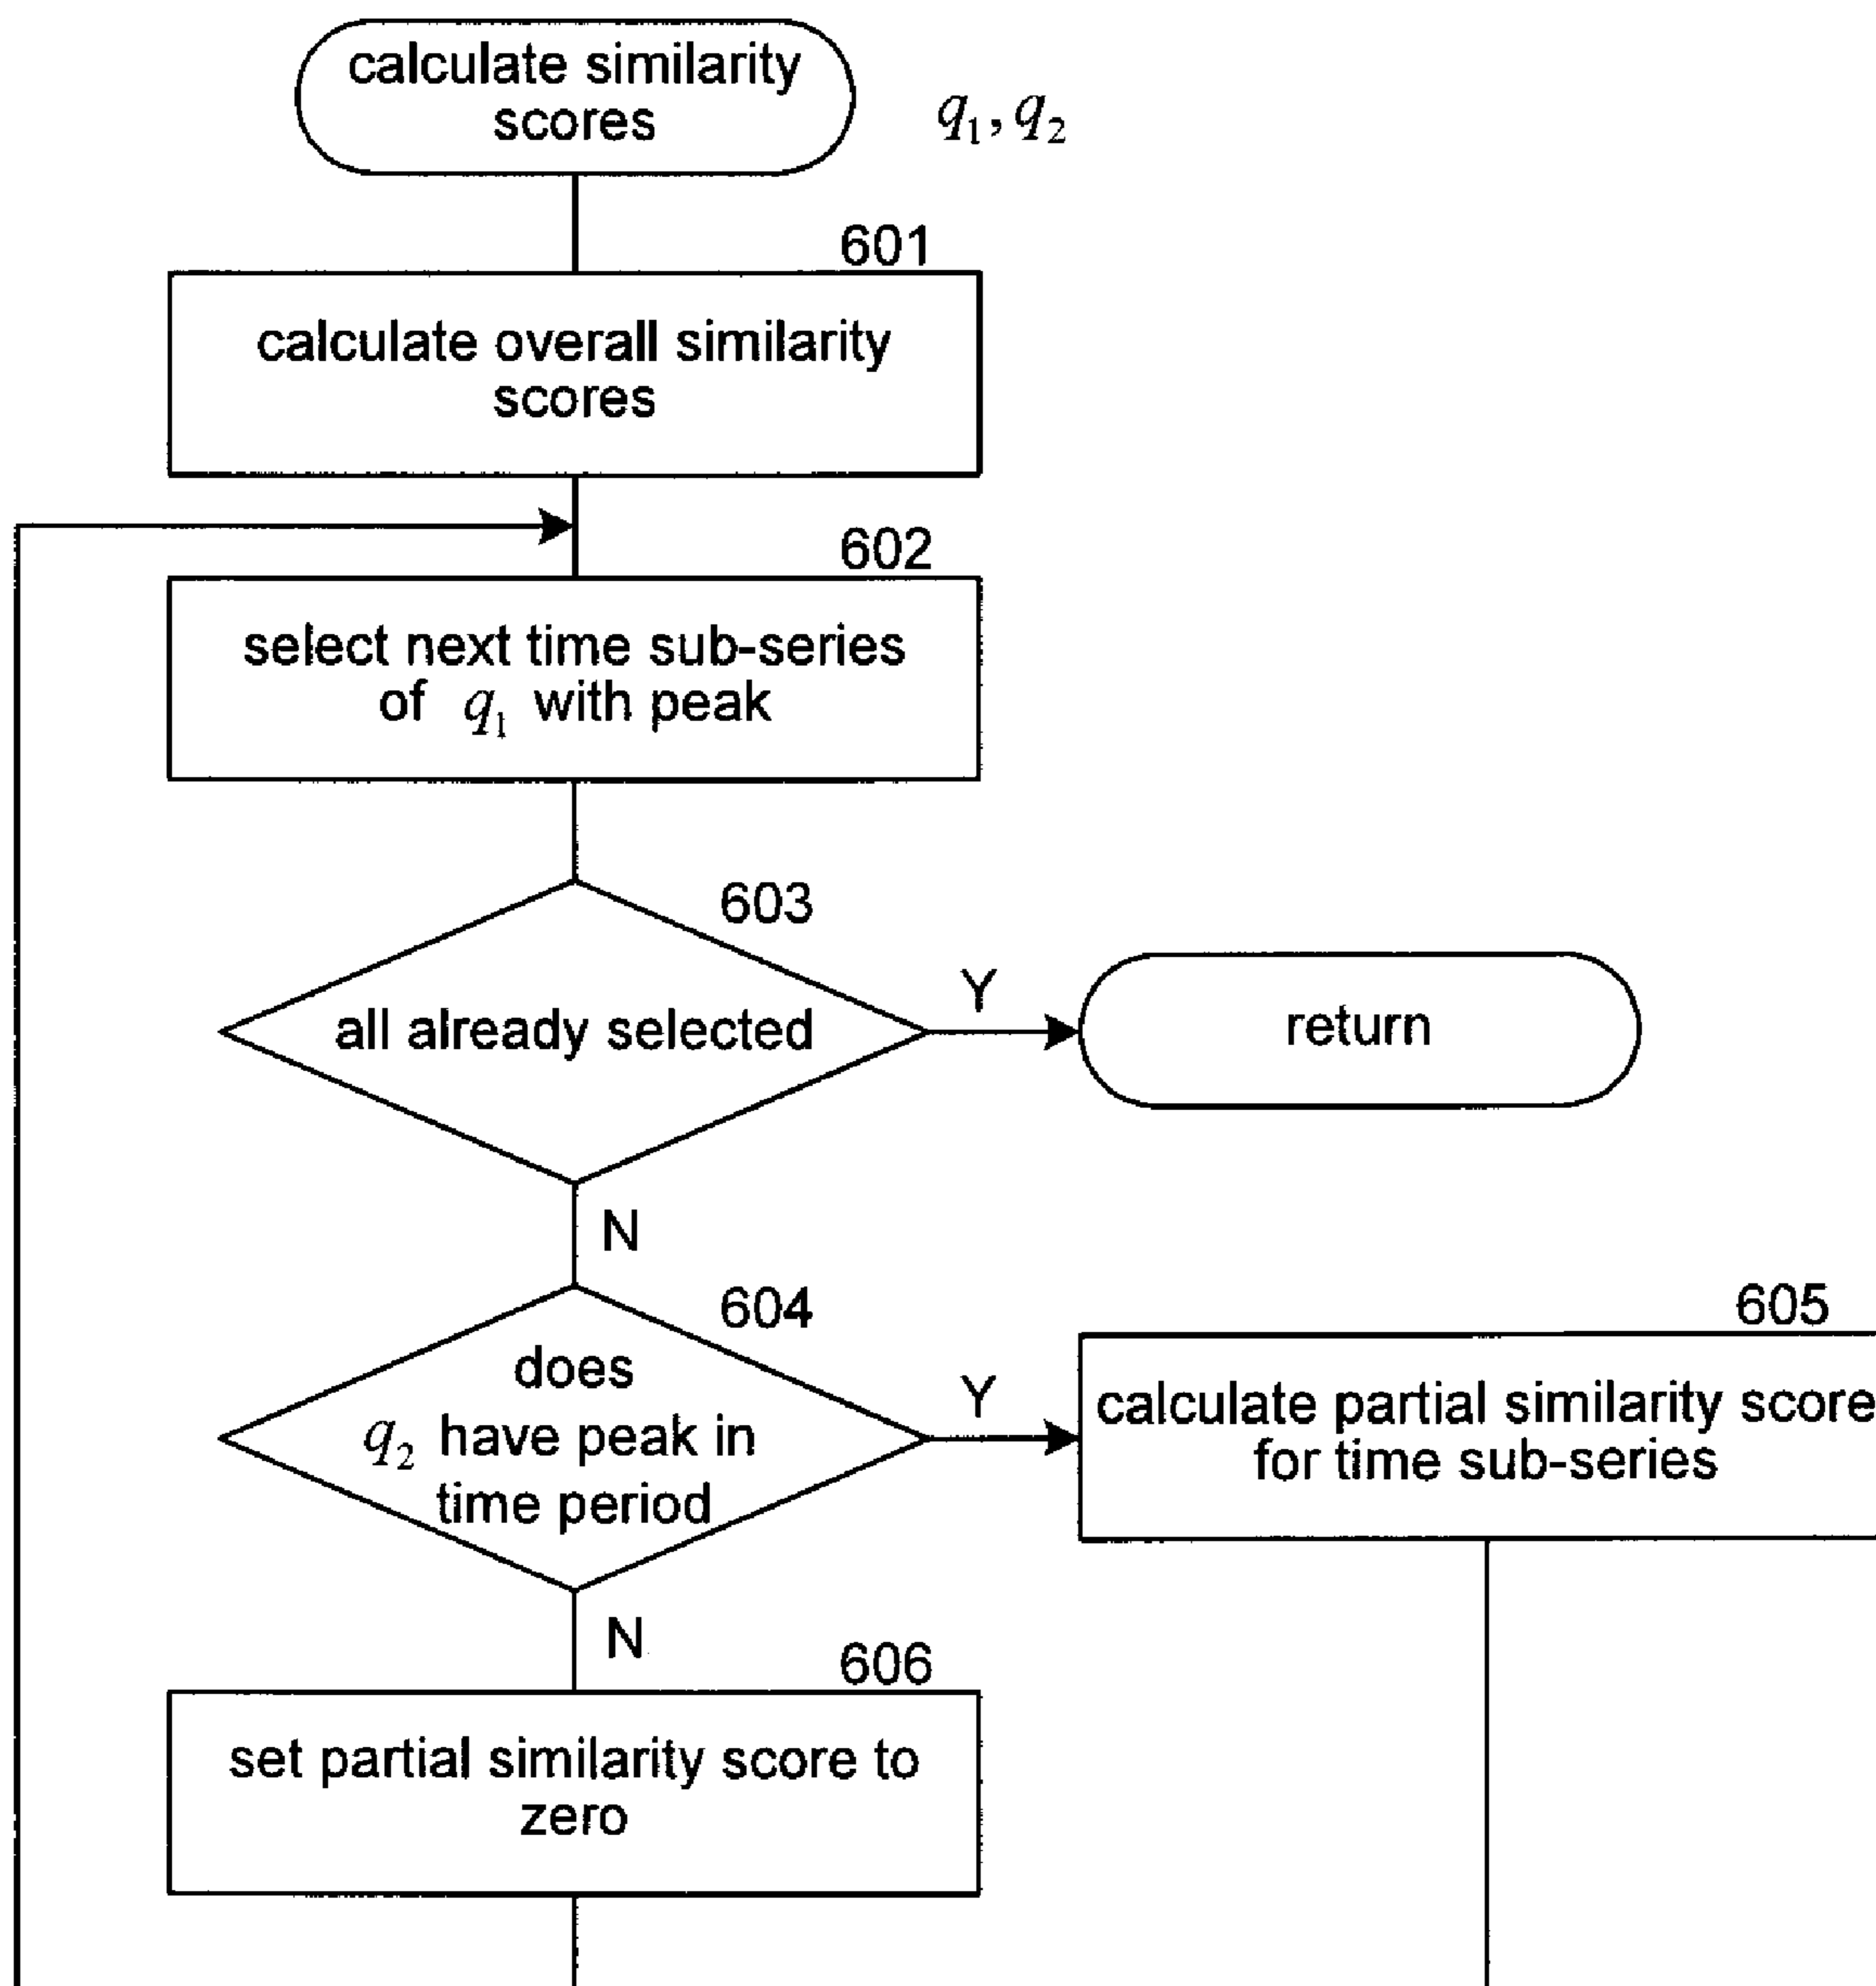 calculate similarity
scores
q₁, q₂
601
calculate overall similarity
scores
602
select next time sub-series
of q₁ with peak
603
all already selected
Y
return
N
604
does
q₂ have peak in
time period
Y
605
calculate partial similarity score
for time sub-series
N
606
set partial similarity score to
zero